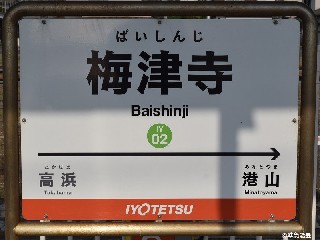 ばいしんじ
梅津寺
Baishinji
IY
02
たかはま みなとやま
高浜 港山
Takahama Minatoyama
IYOTETSU